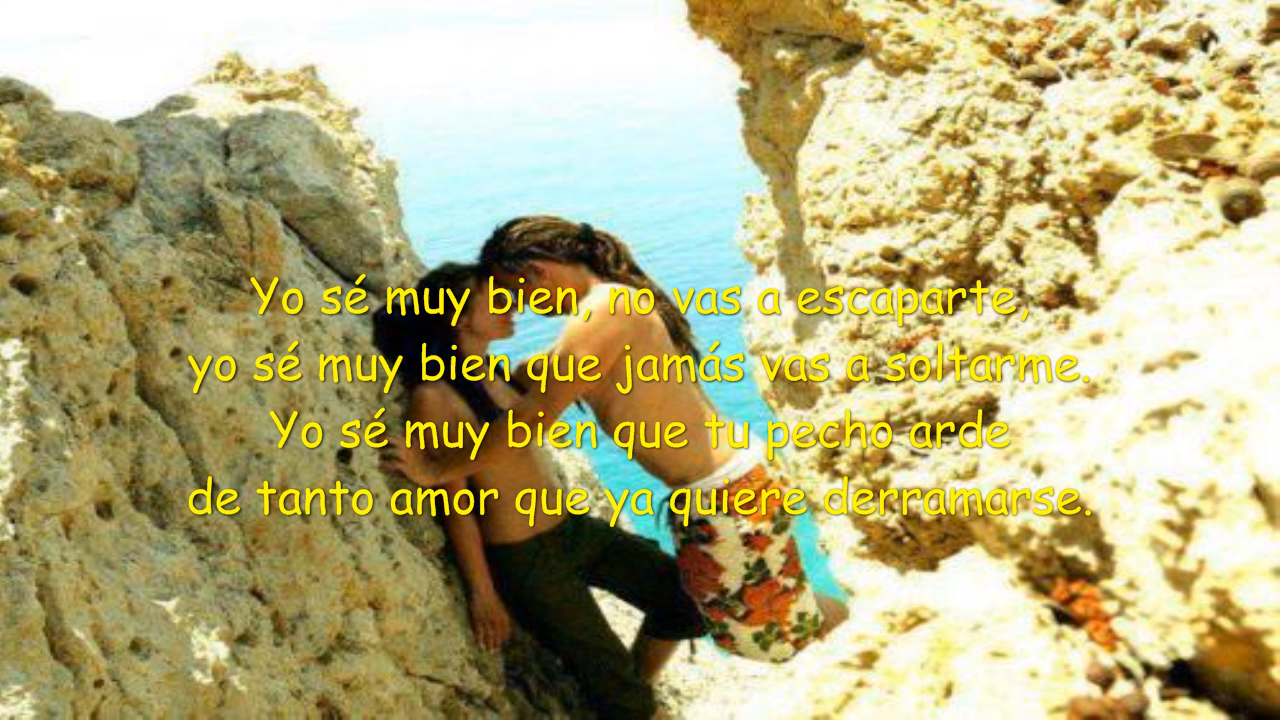 Yo sé muy bien, no vas a escaparte,
yo sé muy bien que jamás vas a soltarme.
Yo sé muy bien que tu pecho arde
de tanto amor que ya quiere derramarse.